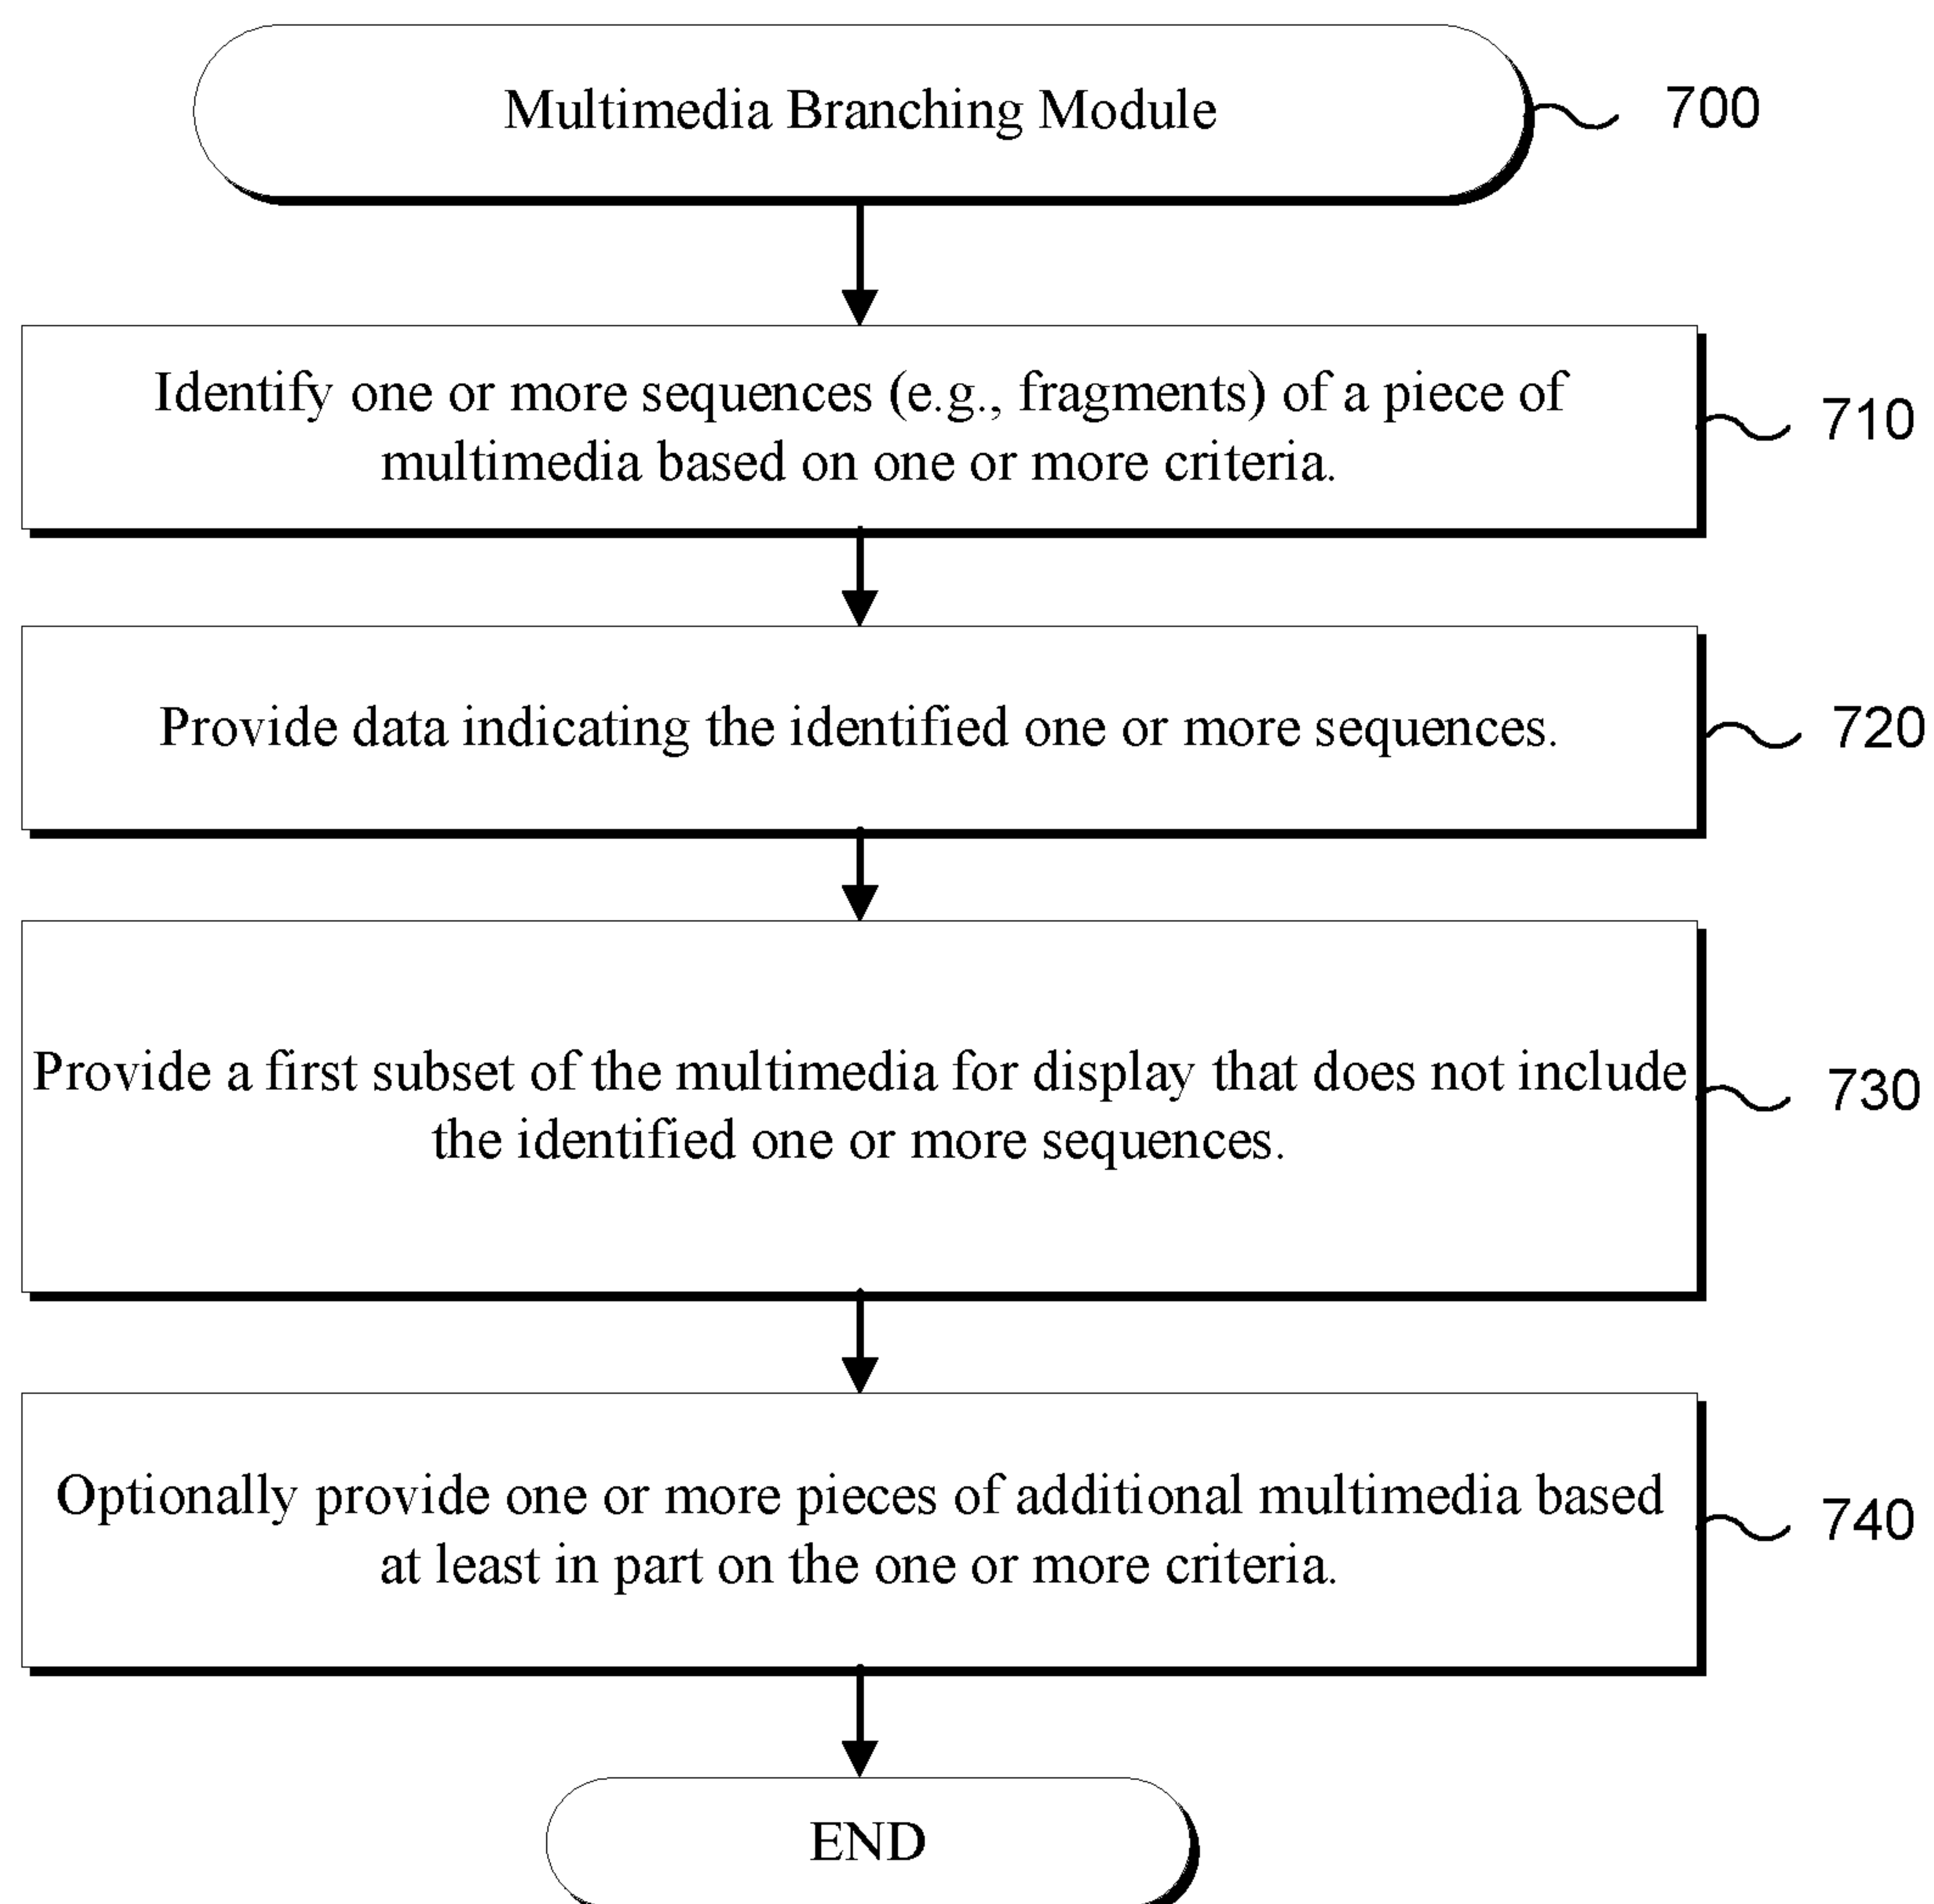 Multimedia Branching Module
700
Identify one or more sequences (e.g., fragments) of a piece of
multimedia based on one or more criteria.
710
Provide data indicating the identified one or more sequences.
720
Provide a first subset of the multimedia for display that does not include
the identified one or more sequences.
730
Optionally provide one or more pieces of additional multimedia based
at least in part on the one or more criteria.
740
END